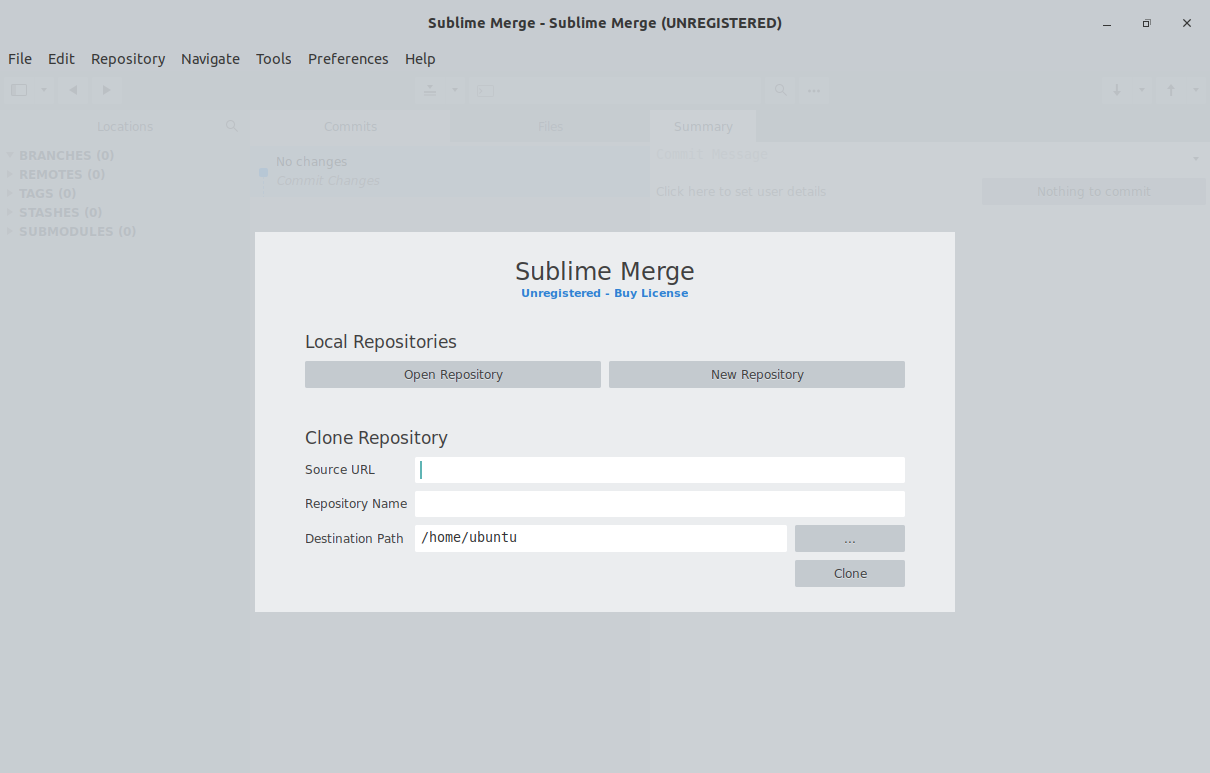 Sublime Merge - Sublime Merge (UNREGISTERED)
File Edit Repository Navigate Tools Preferences Help
Locations Commits Files Summary
BRANCHES (0)
REMOTES (0)
TAGS (0)
STASHES (0)
SUBMODULES (0)
No changes
Commit Changes
Commit Message
Click here to set user details
Nothing to commit
Sublime Merge
Unregistered - Buy License
Local Repositories
Open Repository New Repository
Clone Repository
Source URL
Repository Name
Destination Path /home/ubuntu ...
Clone